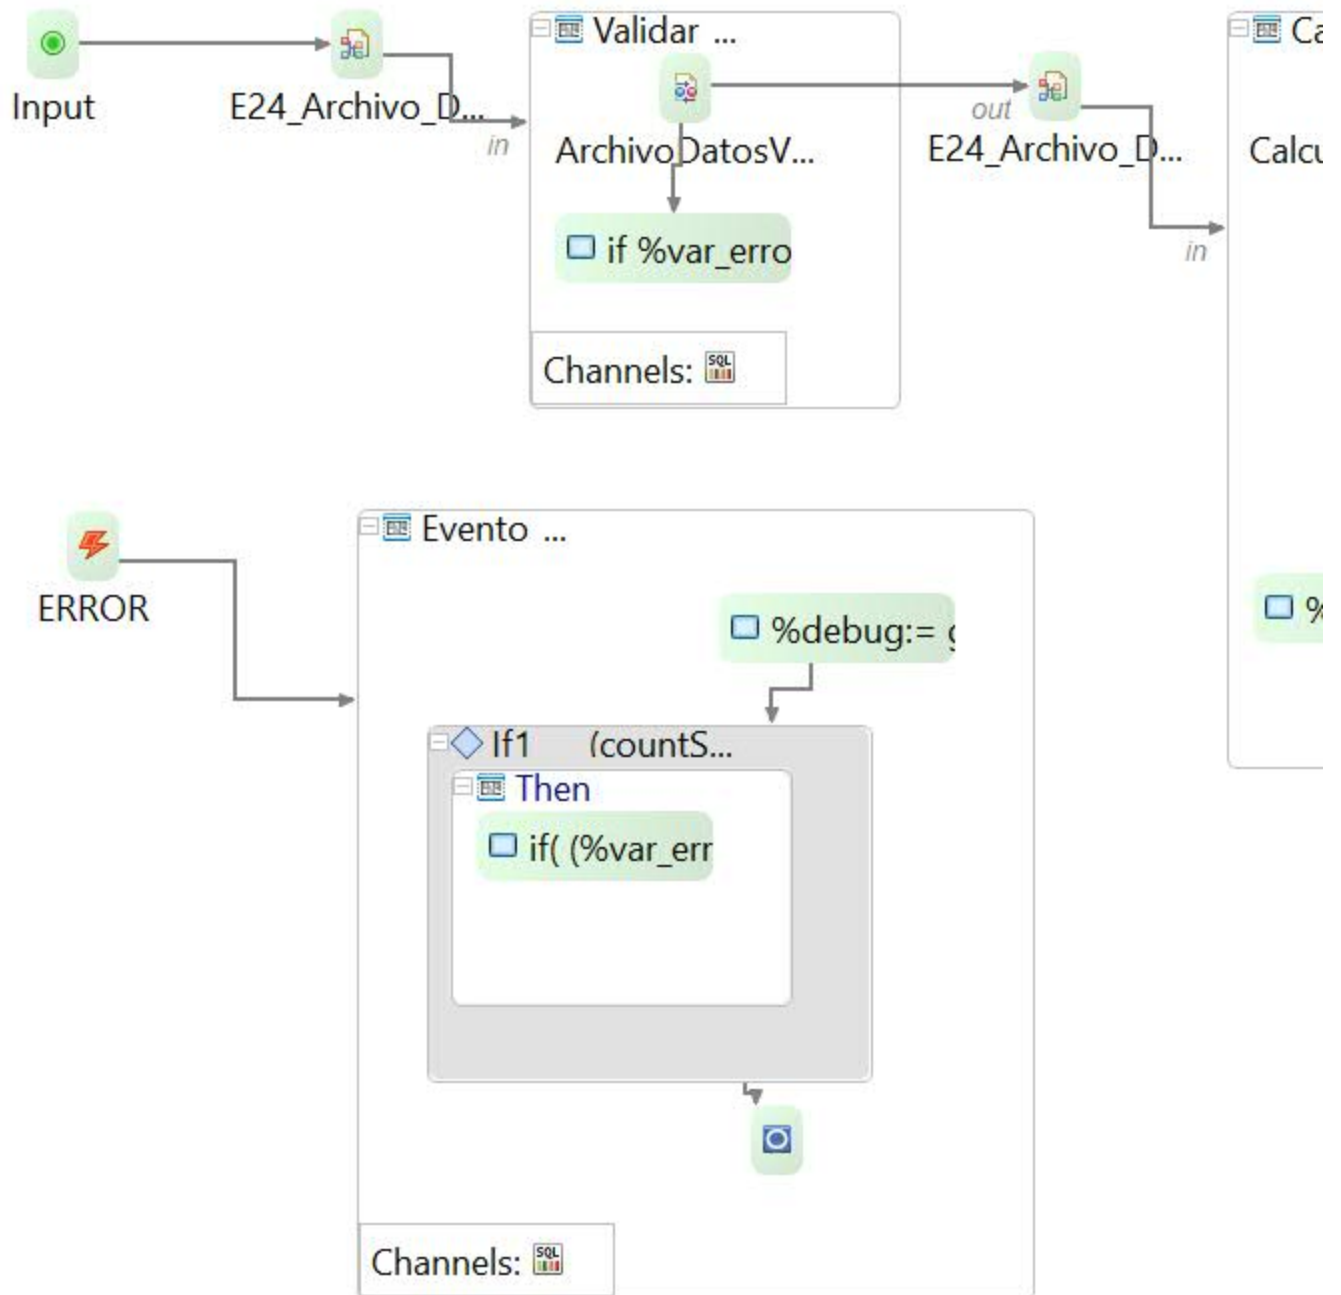 Input
E24_Archivo_D...
in
Validar ...
ArchivoDatosV...
if %var_erro
Channels:
SQL
out
E24_Archivo_D...
in
Ca
Calcu
%
ERROR
Evento ...
%debug:=
If1 (countS...
Then
if( (%var_err
Channels:
SQL